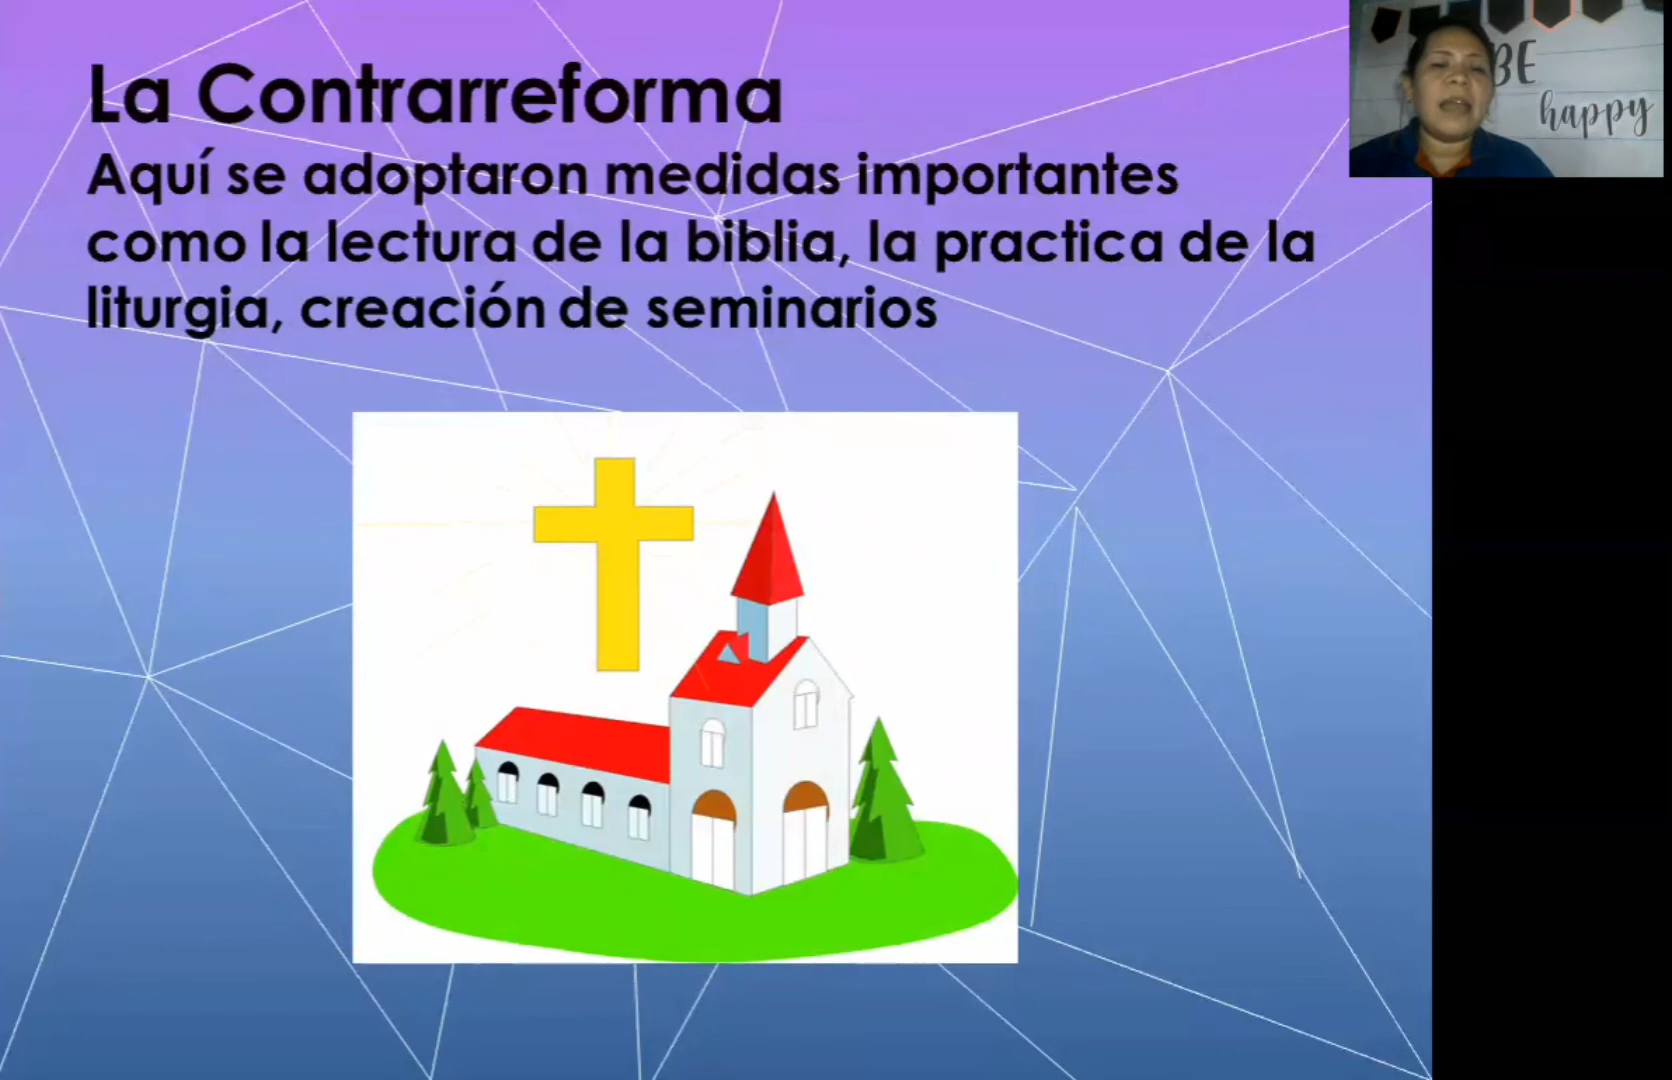 La Contrarreforma
Aquí se adoptaron medidas importantes
como la lectura de la biblia, la practica de la
liturgia, creación de seminarios
BE
happy